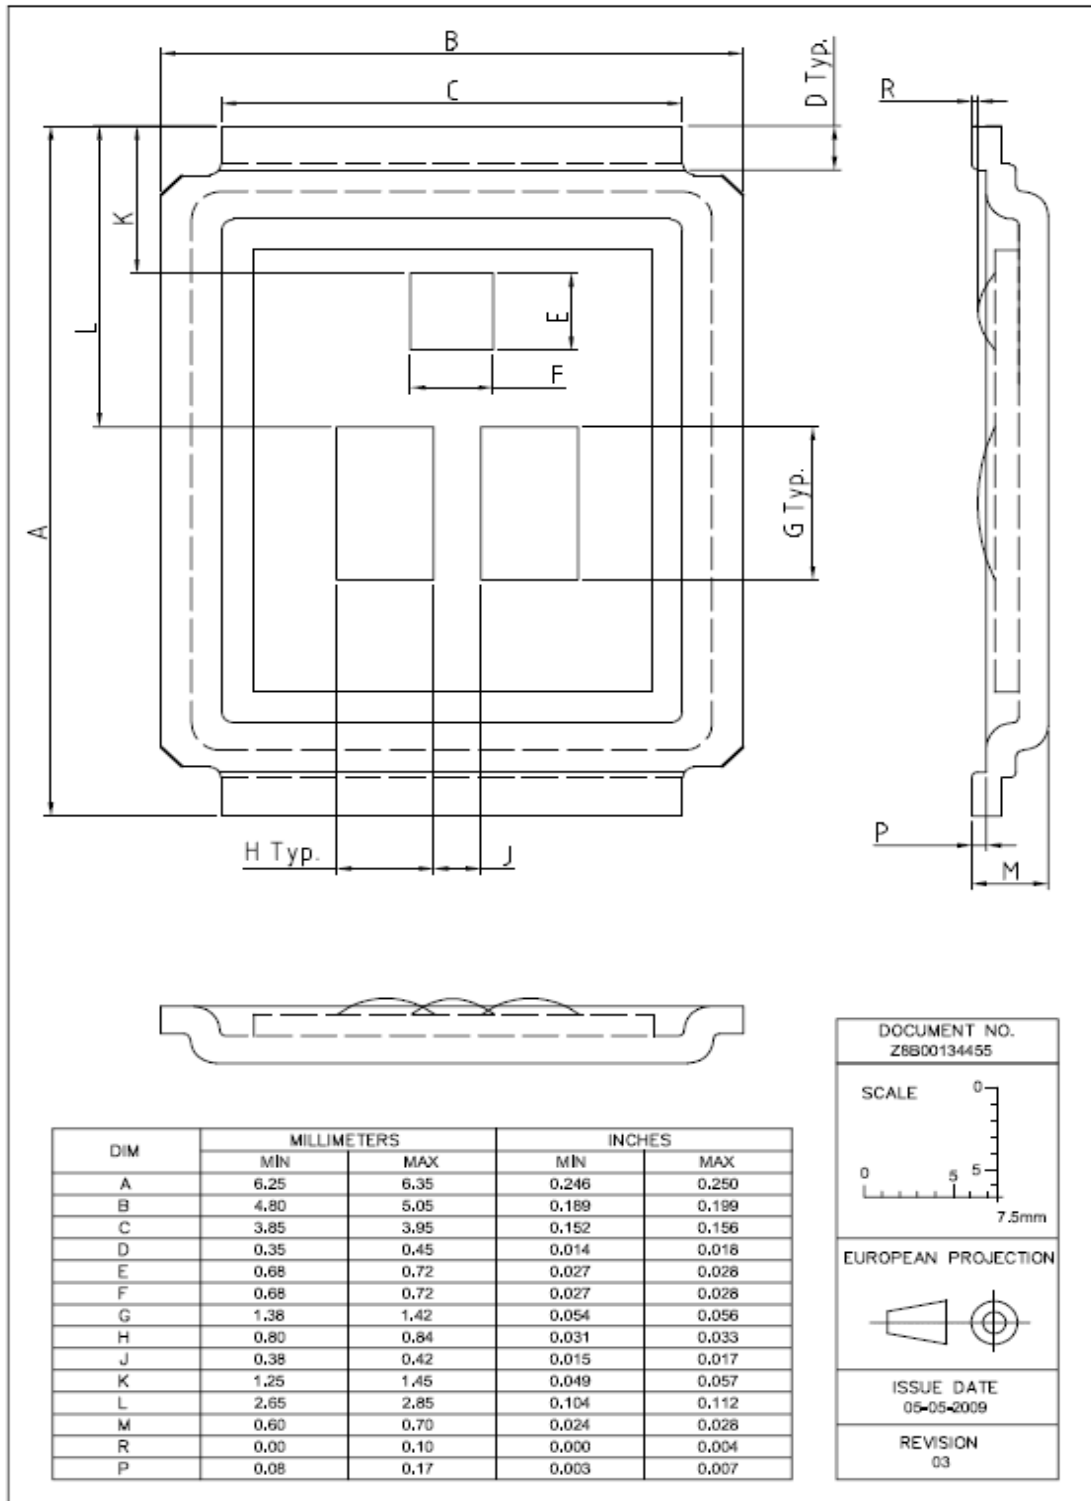 B
C
D Typ.
R
K
L
E
F
A
G Typ.
H Typ.
J
P
M
DOCUMENT NO.
Z8B00134455
SCALE
0
0
5
5
7.5mm
EUROPEAN PROJECTION
ISSUE DATE
05-05-2009
REVISION
03
DIM MILLIMETERS INCHES
MIN MAX MIN MAX
A 6.25 6.35 0.246 0.250
B 4.80 5.05 0.189 0.199
C 3.85 3.95 0.152 0.156
D 0.35 0.45 0.014 0.018
E 0.68 0.72 0.027 0.028
F 0.68 0.72 0.027 0.028
G 1.38 1.42 0.054 0.056
H 0.80 0.84 0.031 0.033
J 0.38 0.42 0.015 0.017
K 1.25 1.45 0.049 0.057
L 2.65 2.85 0.104 0.112
M 0.60 0.70 0.024 0.028
R 0.00 0.10 0.000 0.004
P 0.08 0.17 0.003 0.007